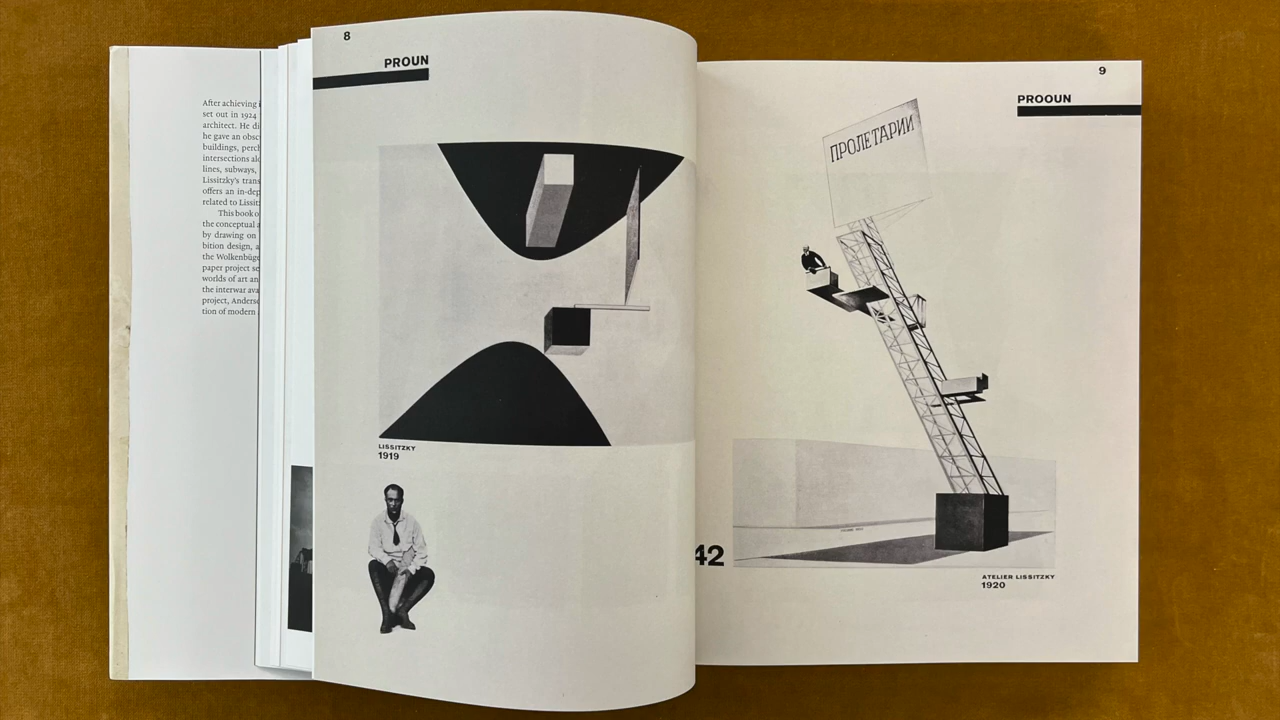 After achieving
set out in 1924
architect. He di
he gave an obsc
buildings, perch
intersections alo
lines, subways,
Lissitzky's trans
offers an in-dep
related to Lissit
This book o
the conceptual a
by drawing on
bition design, a
the Wolkenbüge
paper project se
worlds of art an
the interwar ava
project, Anders
tion of modern
8
PROUN
LISSITZKY
1919
9
PROOUN
ПРОЛЕТАРИИ
42
ATELIER LISSITZKY
1920